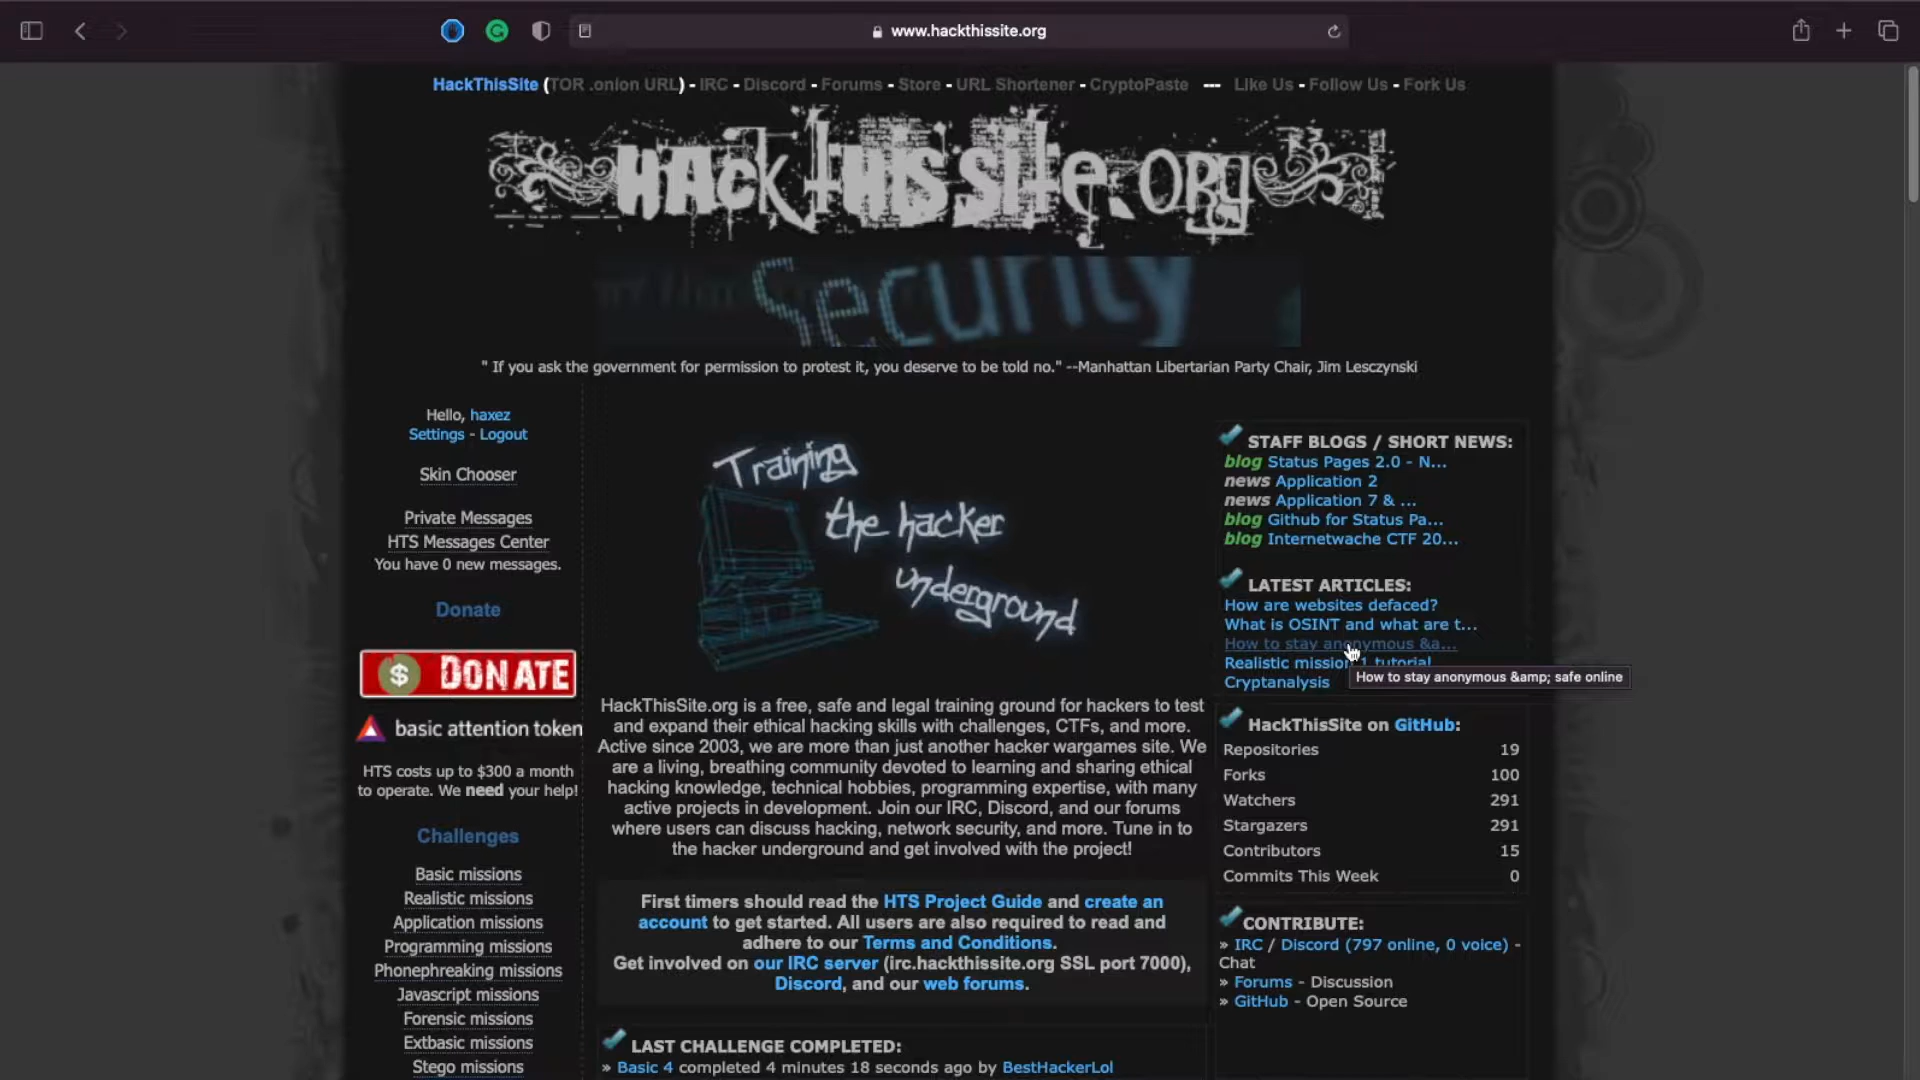 www.hackthissite.org
HackThisSite (TOR .onion URL) - IRC - Discord - Forums - Store - URL Shortener - CryptoPaste --- Like Us - Follow Us - Fork Us
HACK THIS SITE.ORG
Security
" If you ask the government for permission to protest it, you deserve to be told no." --Manhattan Libertarian Party Chair, Jim Lesczynski
Hello, haxez
Settings - Logout
Skin Chooser
Private Messages
HTS Messages Center
You have 0 new messages.
Donate
$ DONATE
basic attention token
HTS costs up to $300 a month
to operate. We need your help!
Challenges
Basic missions
Realistic missions
Application missions
Programming missions
Phonephreaking missions
Javascript missions
Forensic missions
Extbasic missions
Stego missions
Training
the hacker
underground
HackThisSite.org is a free, safe and legal training ground for hackers to test
and expand their ethical hacking skills with challenges, CTFs, and more.
Active since 2003, we are more than just another hacker wargames site. We
are a living, breathing community devoted to learning and sharing ethical
hacking knowledge, technical hobbies, programming expertise, with many
active projects in development. Join our IRC, Discord, and our forums
where users can discuss hacking, network security, and more. Tune in to
the hacker underground and get involved with the project!
First timers should read the HTS Project Guide and create an
account to get started. All users are also required to read and
adhere to our Terms and Conditions.
Get involved on our IRC server (irc.hackthissite.org SSL port 7000),
Discord, and our web forums.
LAST CHALLENGE COMPLETED:
» Basic 4 completed 4 minutes 18 seconds ago by BestHackerLol
STAFF BLOGS / SHORT NEWS:
blog Status Pages 2.0 - N...
news Application 2
news Application 7 & ...
blog Github for Status Pa...
blog Internetwache CTF 20...
LATEST ARTICLES:
How are websites defaced?
What is OSINT and what are t...
How to stay anonymous &a...
Realistic mission 1 tutorial
Cryptanalysis
How to stay anonymous &amp; safe online
HackThisSite on GitHub:
Repositories 19
Forks 100
Watchers 291
Stargazers 291
Contributors 15
Commits This Week 0
CONTRIBUTE:
» IRC / Discord (797 online, 0 voice) -
Chat
» Forums - Discussion
» GitHub - Open Source